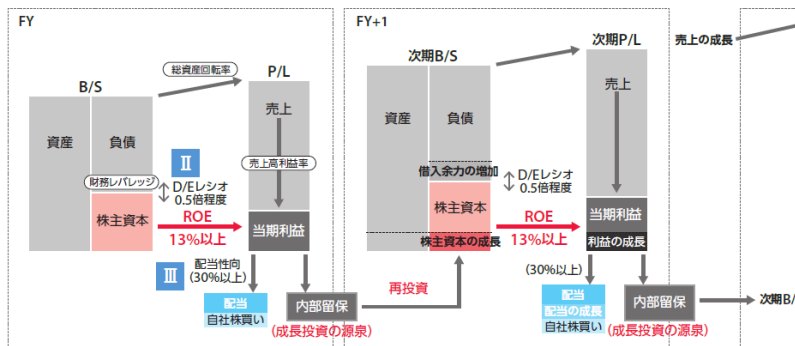 FY
B/S
総資産回転率
P/L
資産
負債
売上
Ⅱ
財務レバレッジ
D/Eレシオ
0.5倍程度
売上高利益率
株主資本
ROE
13%以上
当期利益
Ⅲ
配当性向
(30%以上)
配当
自社株買い
内部留保
(成長投資の源泉)
再投資
FY+1
次期B/S
次期P/L
売上の成長
資産
負債
売上
借入余力の増加
D/Eレシオ
0.5倍程度
株主資本
ROE
13%以上
当期利益
株主資本の成長
利益の成長
(30%以上)
配当
配当の成長
自社株買い
内部留保
(成長投資の源泉)
次期B/